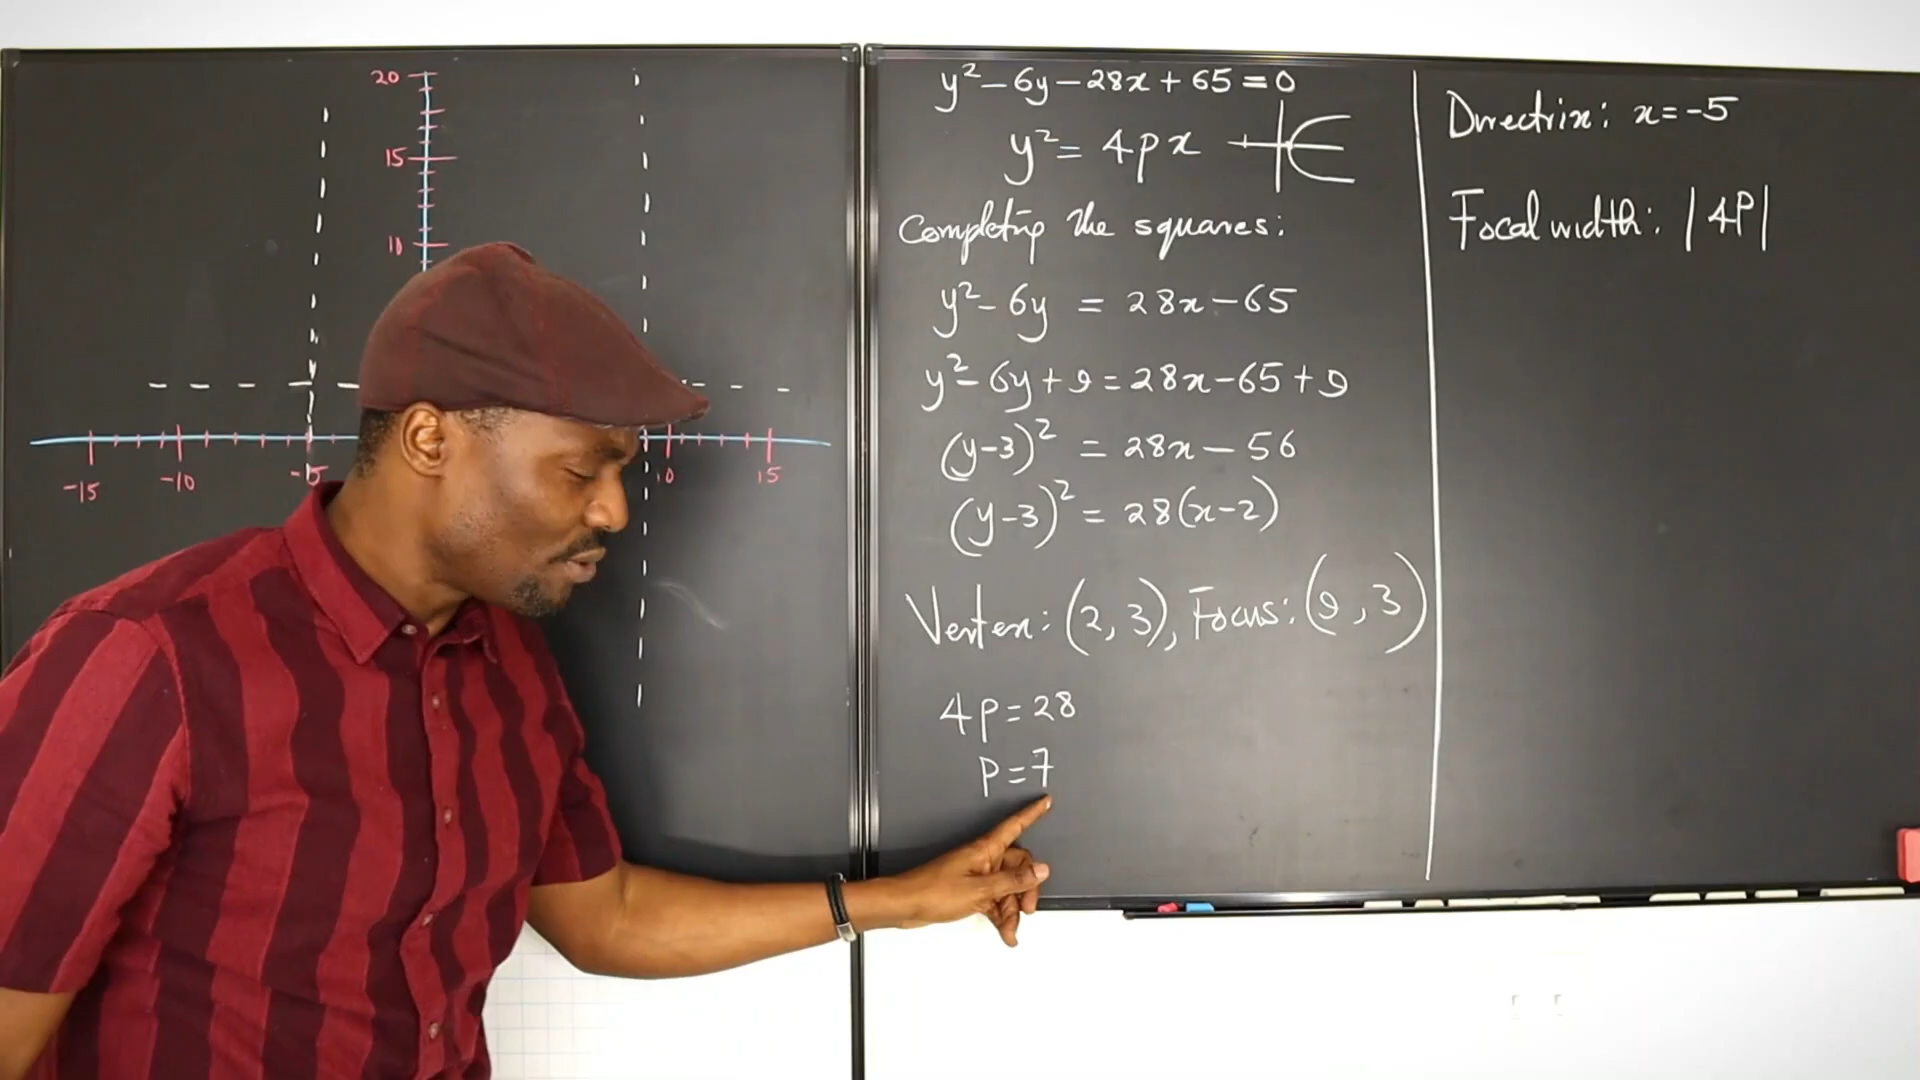 20
15
10
-15 -10 -5 10 15
y² - 6y - 28x + 65 = 0
y² = 4px
Completing the squares:
y² - 6y = 28x - 65
y² - 6y + 9 = 28x - 65 + 9
(y-3)² = 28x - 56
(y-3)² = 28(x-2)
Vertex: (2, 3), Focus: (9, 3)
4p = 28
p = 7
Directrix: x = -5
Focal width: |4P|